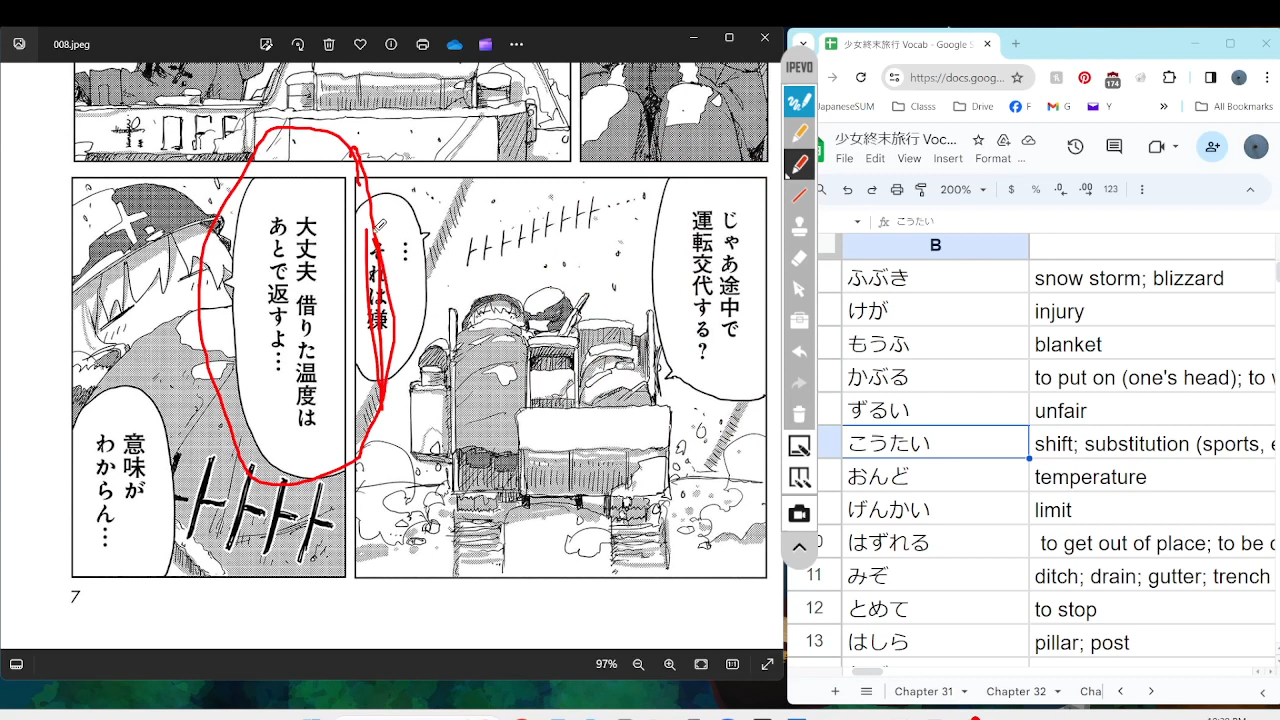 008.jpeg
じゃあ途中で
運転交代する?
…
それは嫌
大丈夫 借りた温度は
あとで返すよ…
意味が
わからん…
7
97%
IPEVO
少女終末旅行 Vocab - Google S
https://docs.goog...
174
JapaneseSUM
Classs
Drive
F
G
Y
»
All Bookmarks
少女終末旅行 Voc...
File Edit View Insert Format ...
200%
$ % .0 .00 123
fx こうたい
B
ふぶき snow storm; blizzard
けが injury
もうふ blanket
かぶる to put on (one's head); to
ずるい unfair
こうたい shift; substitution (sports,
おんど temperature
げんかい limit
はずれる to get out of place; to be
11 みぞ ditch; drain; gutter; trench
12 とめて to stop
13 はしら pillar; post
Chapter 31 Chapter 32 Cha